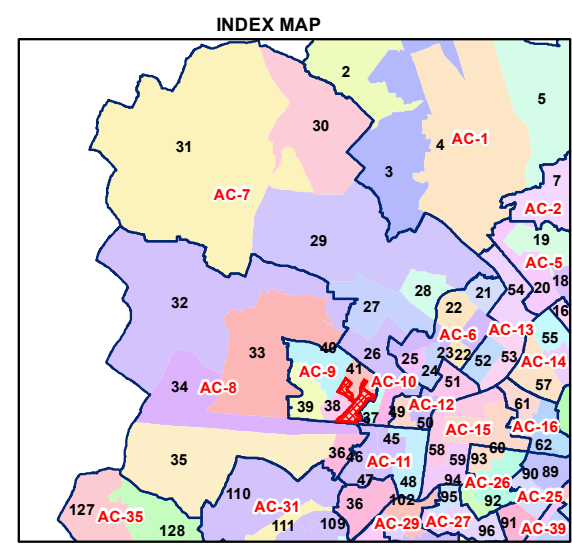 INDEX MAP
2
31
30
5
4 AC-1
3
7
AC-7
AC-2
29
19
AC-5
28
21
54
20
18
32
27
22
16
AC-13
AC-6
55
33
40
26
25
23
22
52
53
AC-14
AC-9
41
24
34
AC-8
AC-10
51
57
39
38
37
49
AC-12
61
50
AC-15
AC-16
45
35
36
46
AC-11
58
60
62
59
93
47
48
94
AC-26
90
89
110
AC-31
36
102
95
92
AC-25
127
AC-35
128
111
109
AC-29
AC-27
96
91
AC-39